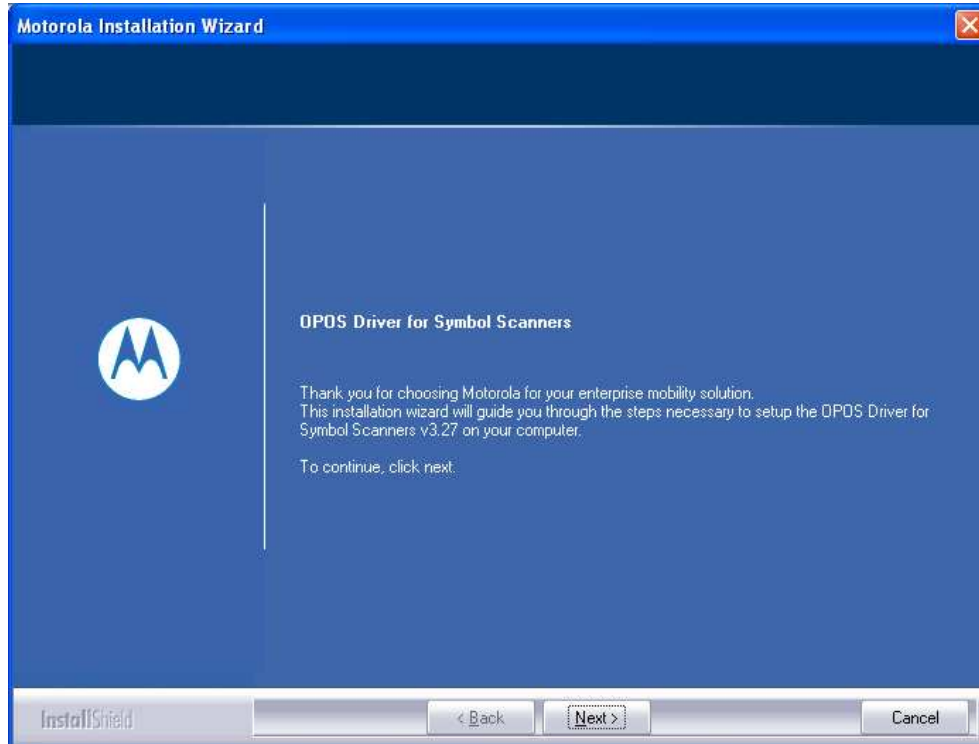 Motorola Installation Wizard
OPOS Driver for Symbol Scanners
Thank you for choosing Motorola for your enterprise mobility solution.
This installation wizard will guide you through the steps necessary to setup the OPOS Driver for
Symbol Scanners v3.27 on your computer.
To continue, click next.
InstallShield
< Back
Next >
Cancel